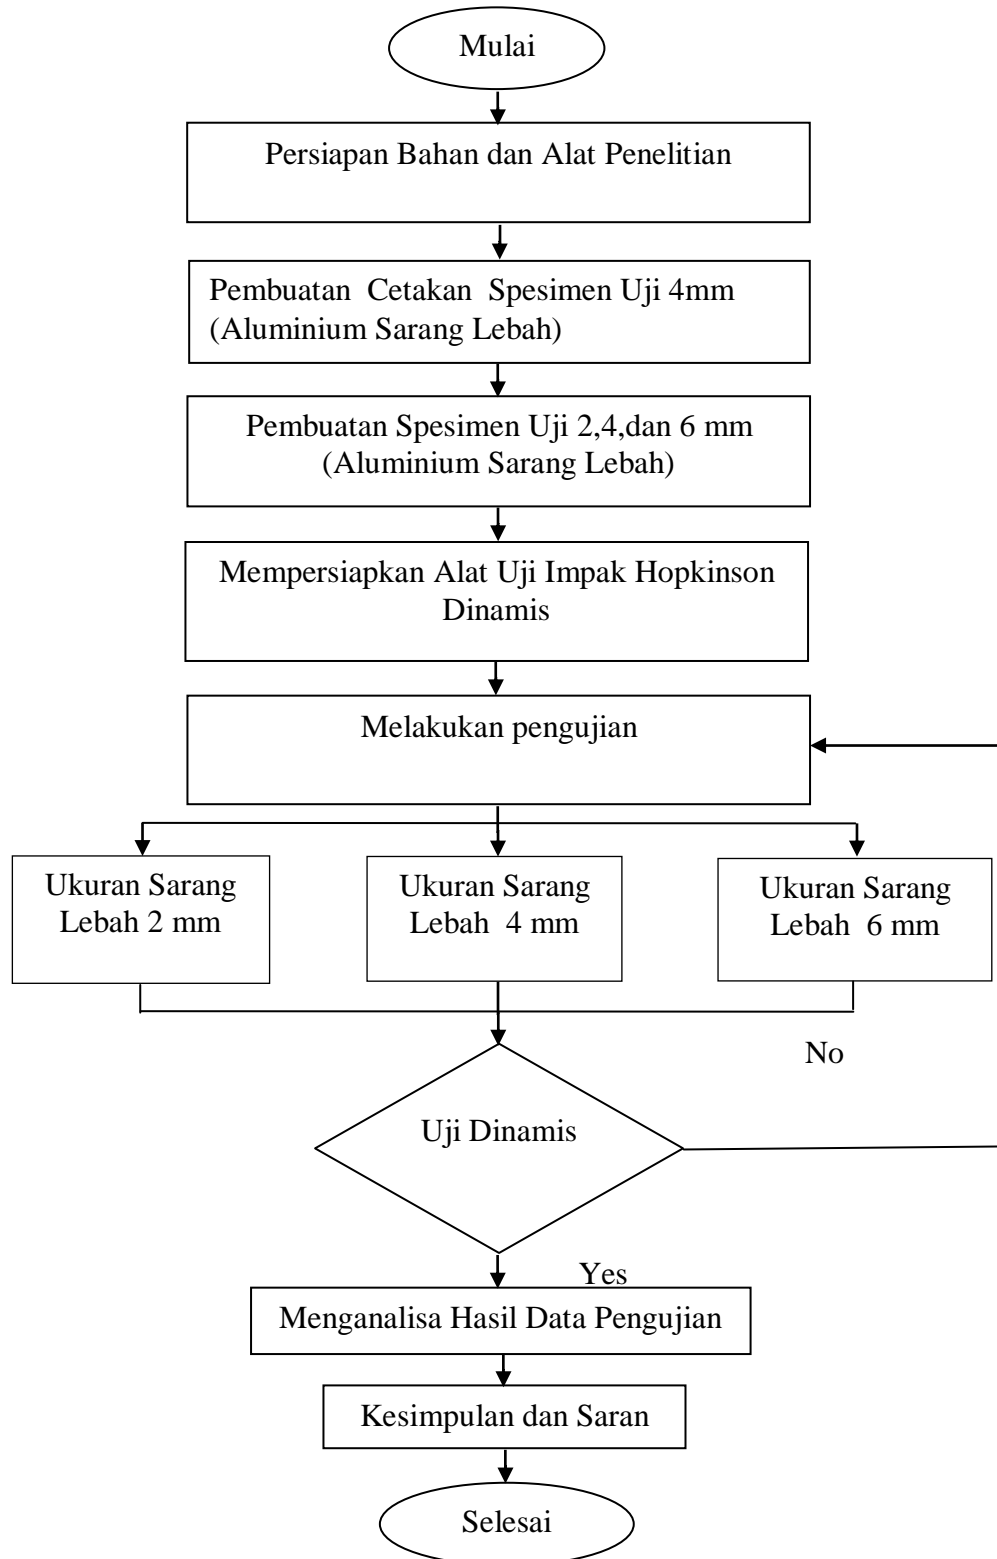 Mulai
Persiapan Bahan dan Alat Penelitian
Pembuatan Cetakan Spesimen Uji 4mm
(Aluminium Sarang Lebah)
Pembuatan Spesimen Uji 2,4,dan 6 mm
(Aluminium Sarang Lebah)
Mempersiapkan Alat Uji Impak Hopkinson
Dinamis
Melakukan pengujian
Ukuran Sarang
Lebah 2 mm
Ukuran Sarang
Lebah 4 mm
Ukuran Sarang
Lebah 6 mm
No
Uji Dinamis
Yes
Menganalisa Hasil Data Pengujian
Kesimpulan dan Saran
Selesai